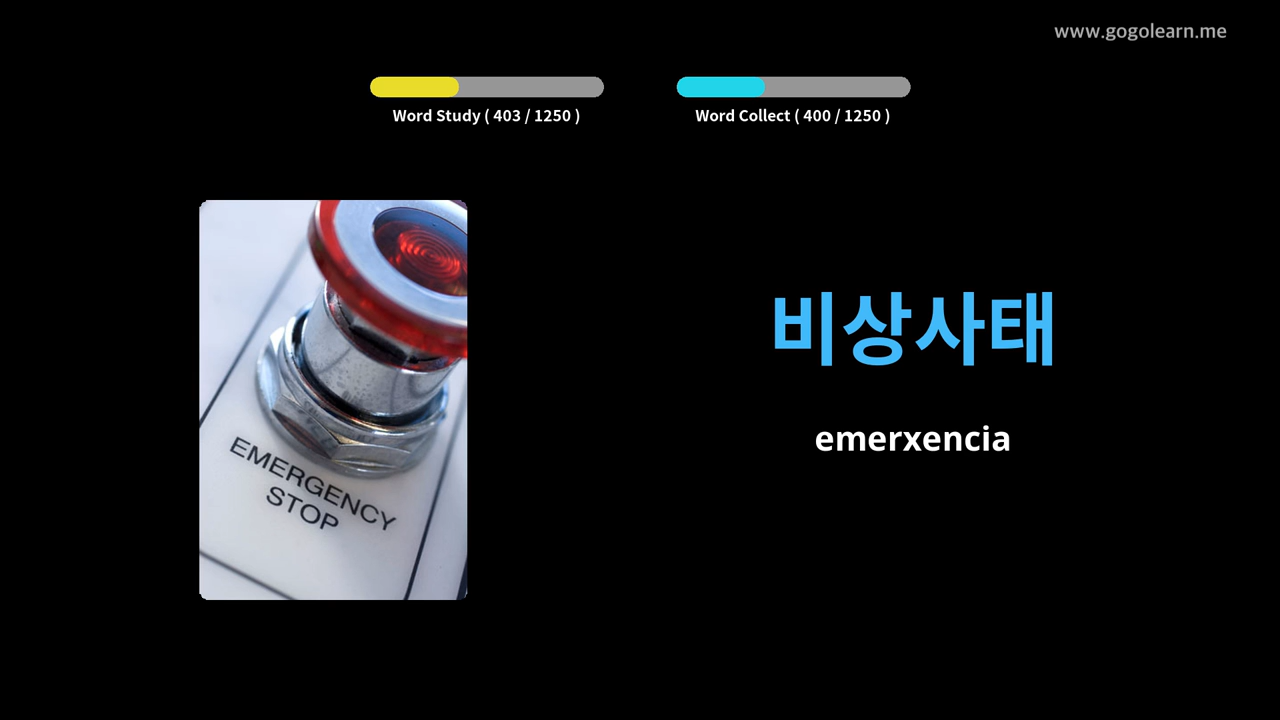 www.gogolearn.me
Word Study ( 403 / 1250 )
Word Collect ( 400 / 1250 )
EMERGENCY
STOP
비상사태
emerxencia